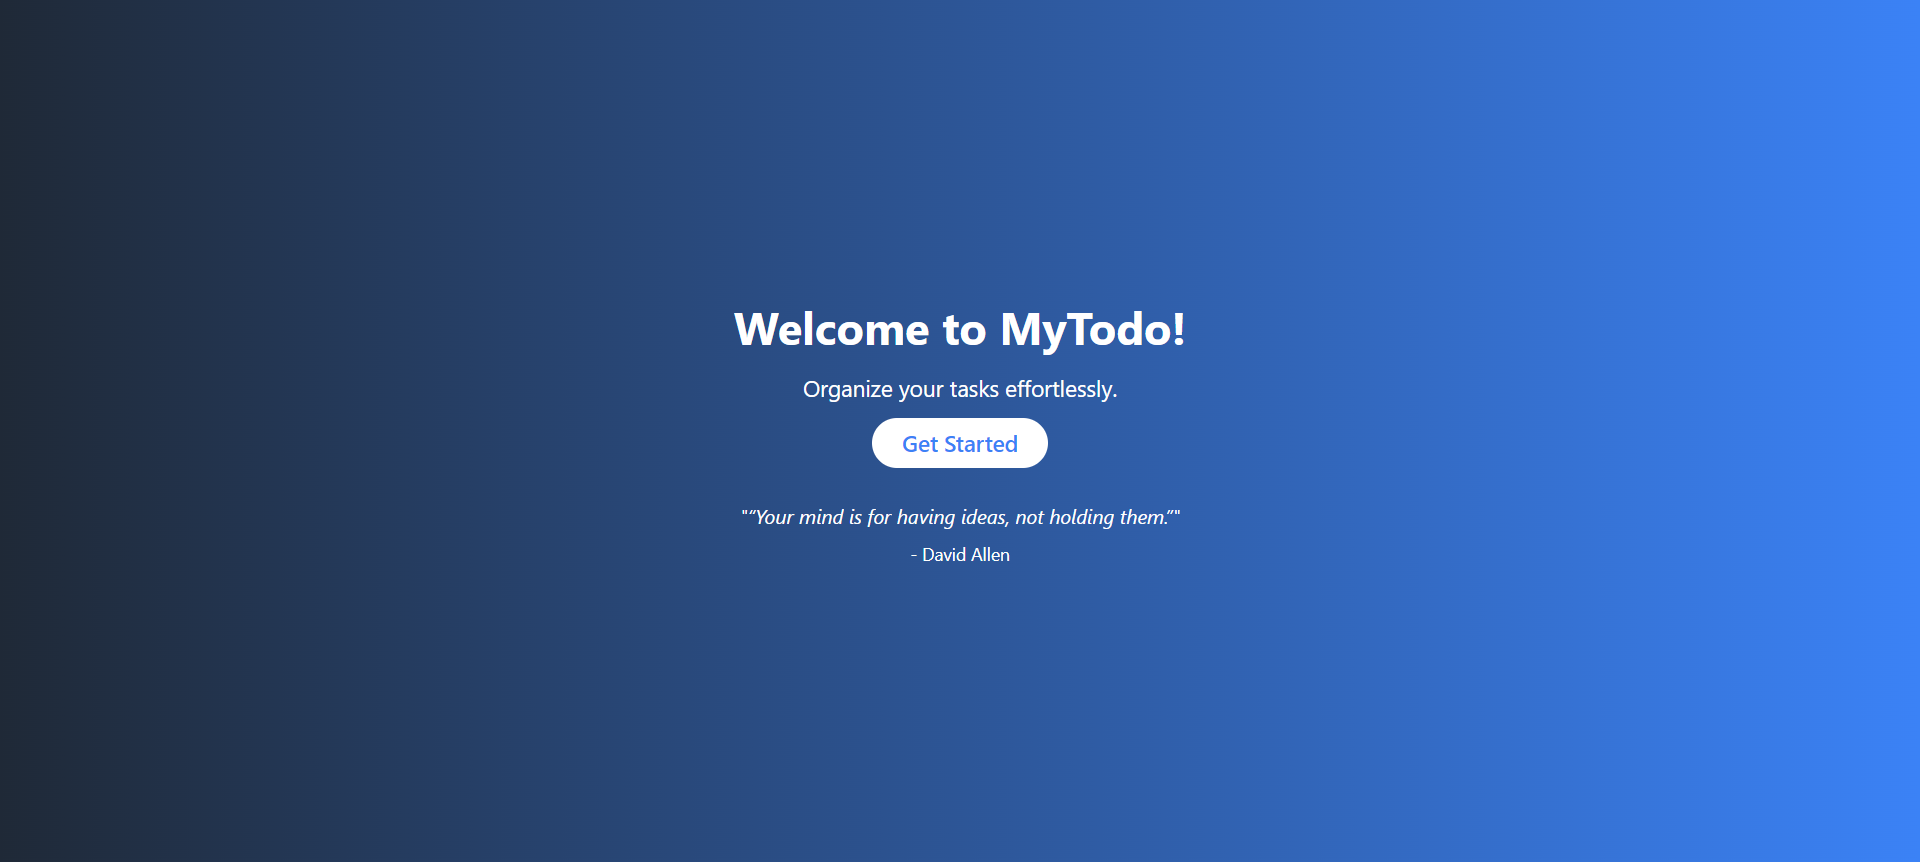 Welcome to MyTodo!
Organize your tasks effortlessly.
Get Started
"“Your mind is for having ideas, not holding them.”"
- David Allen